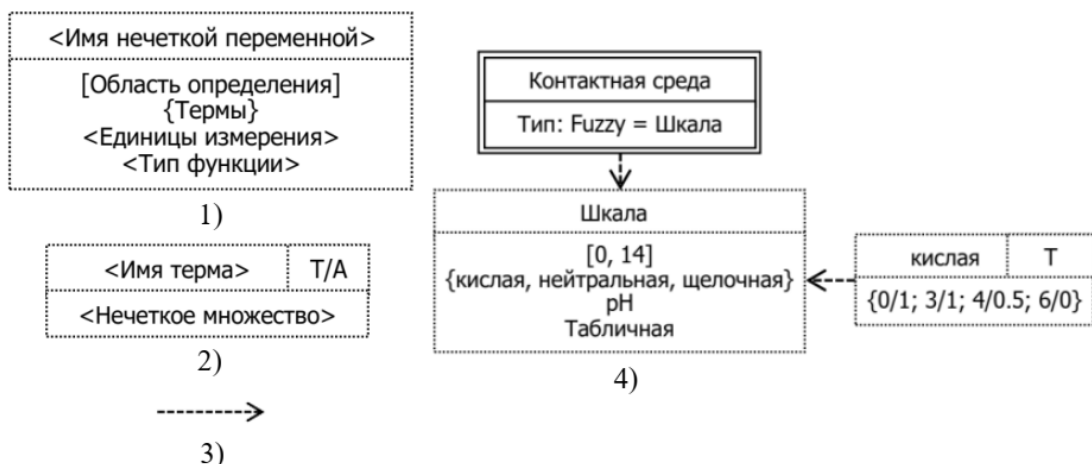 <Имя нечеткой переменной>
[Область определения]
{Термы}
<Единицы измерения>
<Тип функции>
1)
<Имя терма>
T/A
<Нечеткое множество>
2)
3)
Контактная среда
Тип: Fuzzy = Шкала
Шкала
[0, 14]
{кислая, нейтральная, щелочная}
pH
Табличная
кислая
T
{0/1; 3/1; 4/0.5; 6/0}
4)